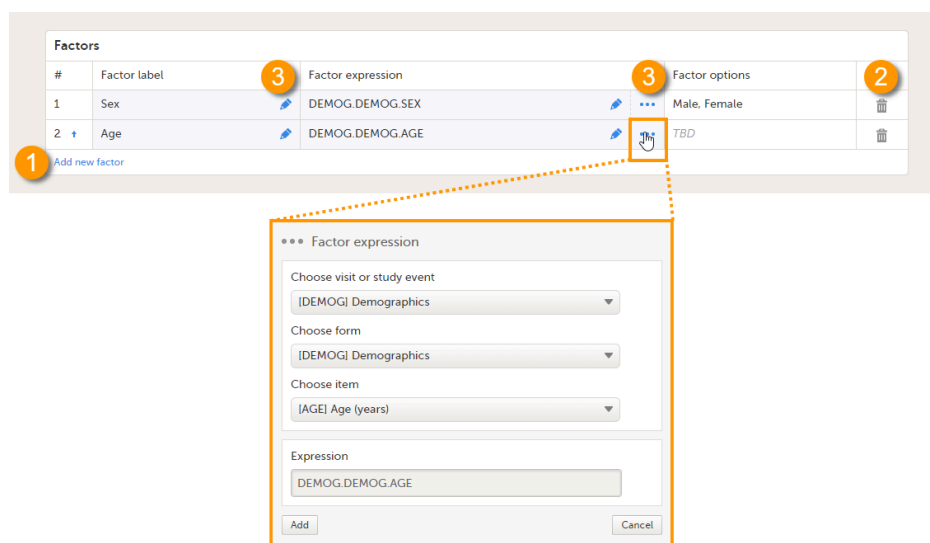 Factors
# Factor label 3 Factor expression 3 Factor options 2
1 Sex DEMOG.DEMOG.SEX Male, Female
2 Age DEMOG.DEMOG.AGE TBD
1 Add new factor
Factor expression
Choose visit or study event
[DEMOG] Demographics
Choose form
[DEMOG] Demographics
Choose item
[AGE] Age (years)
Expression
DEMOG.DEMOG.AGE
Add Cancel